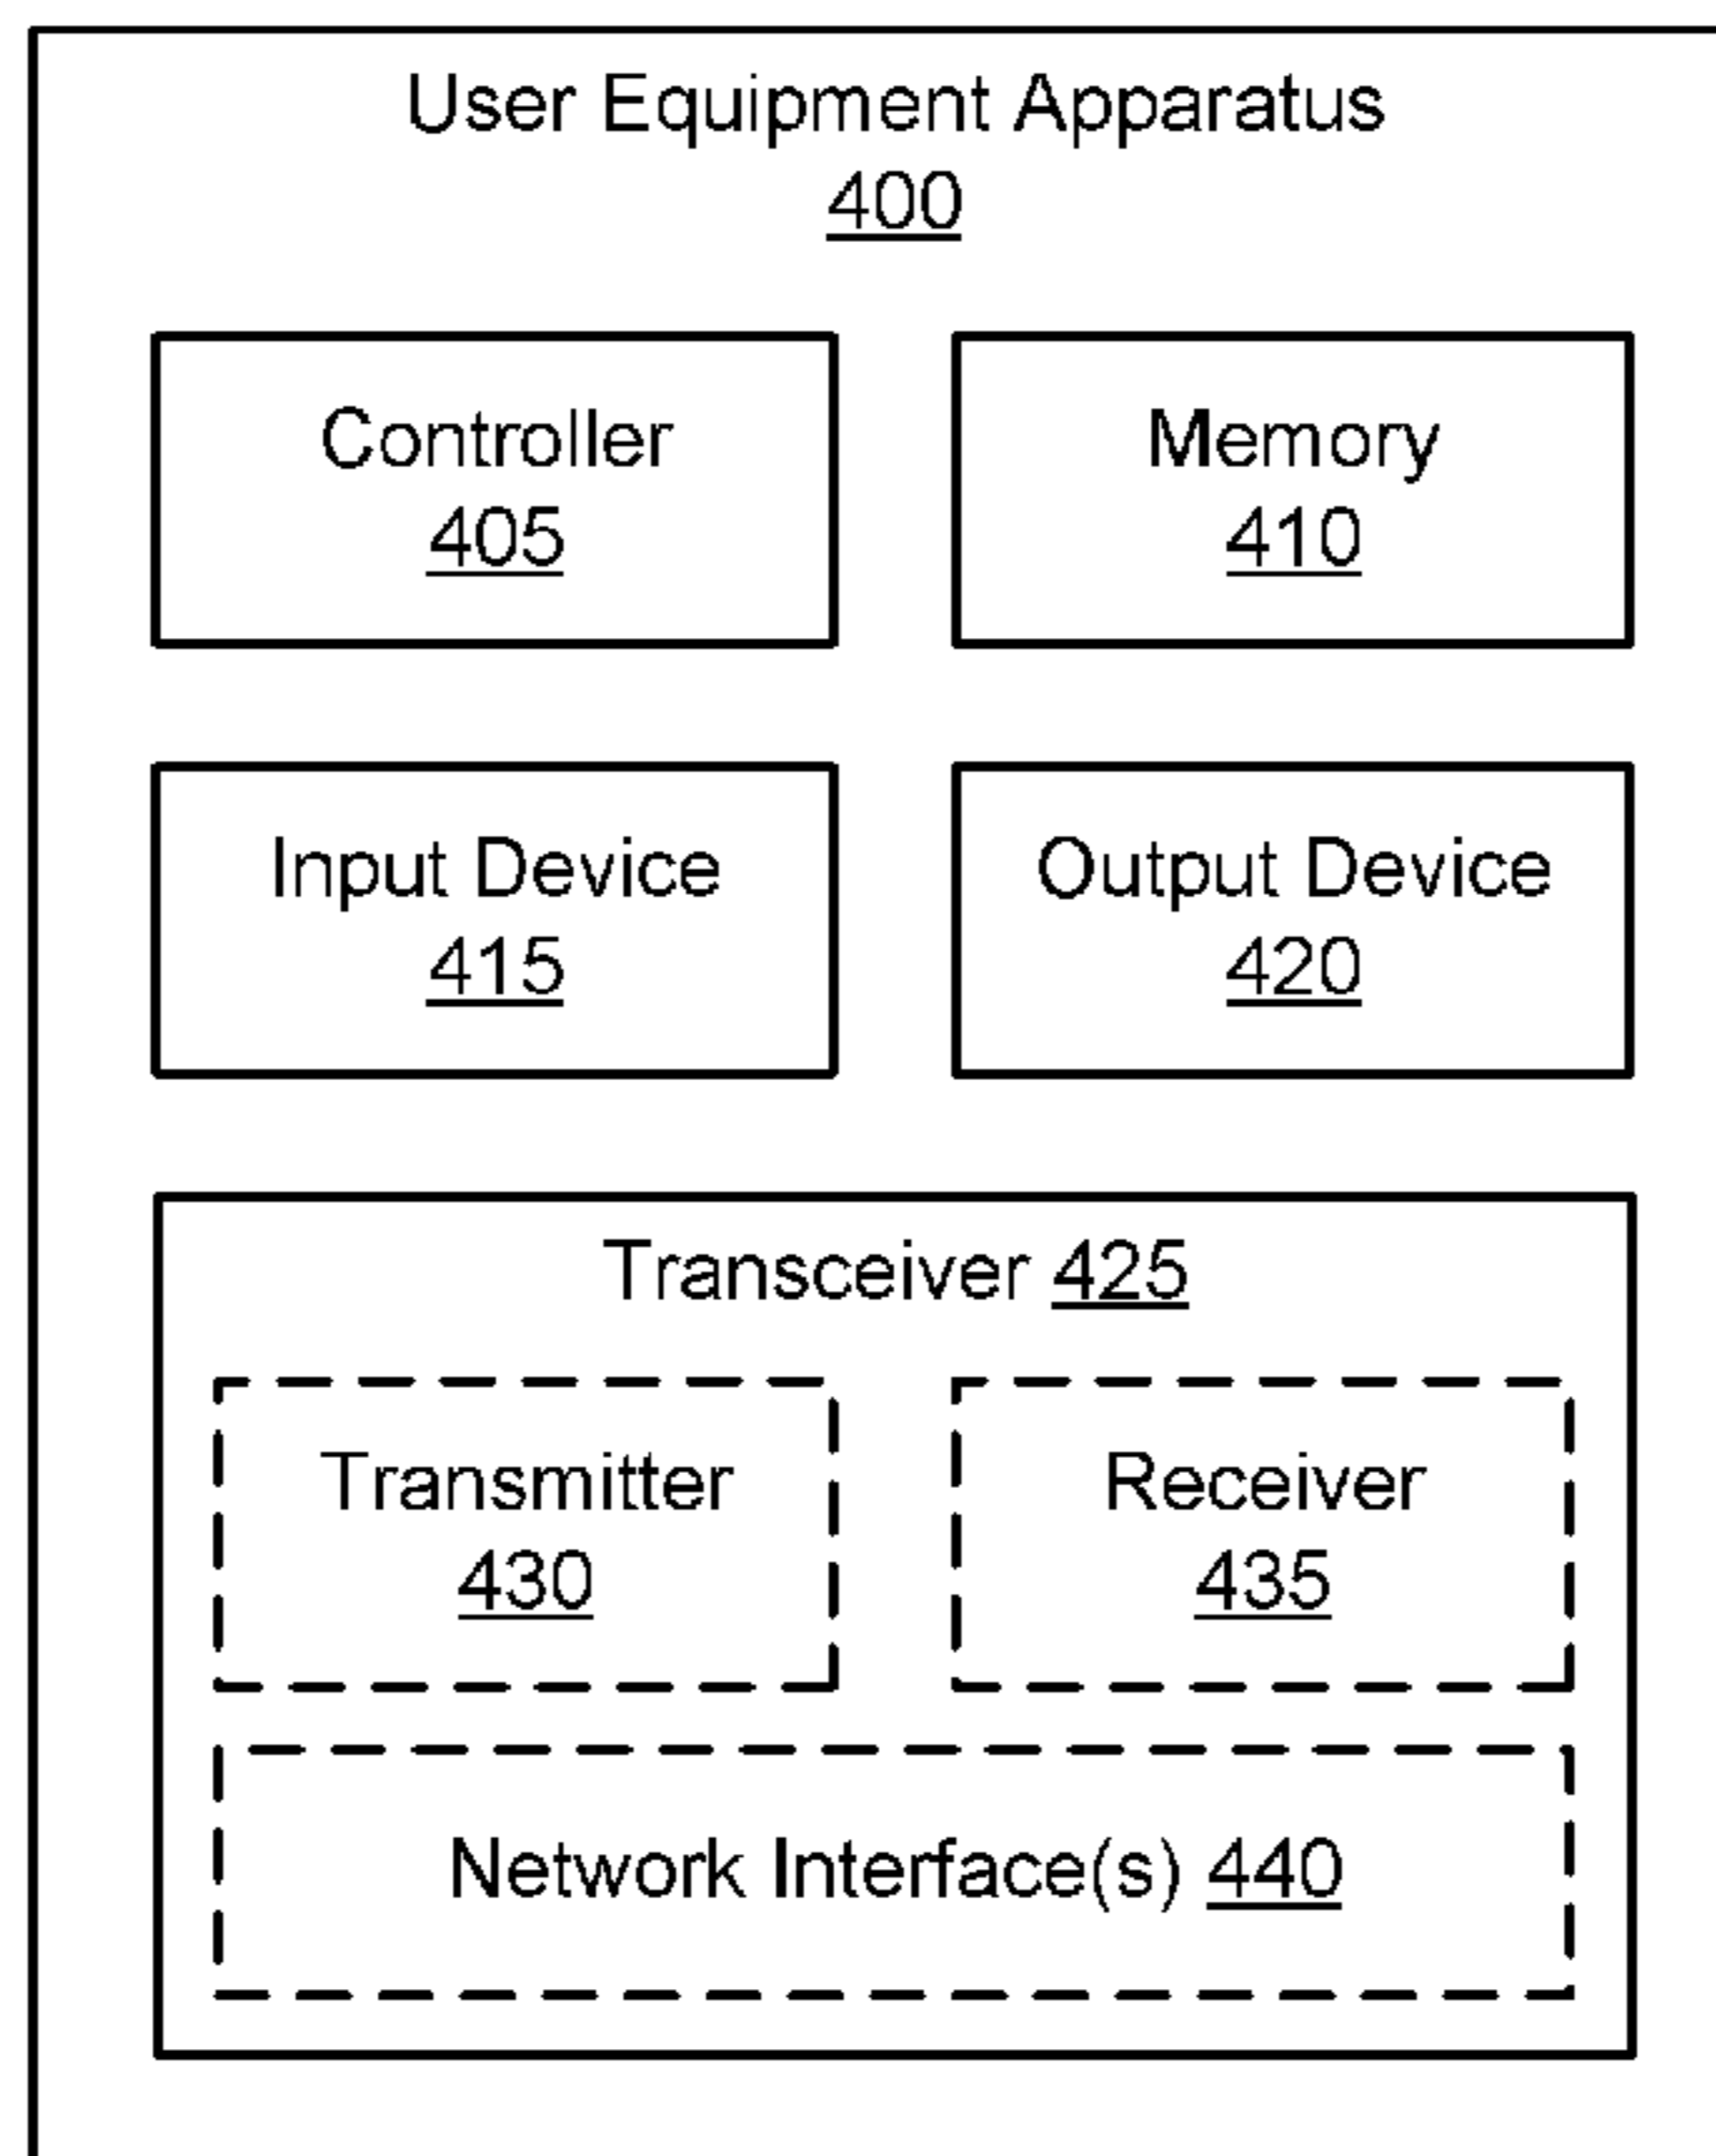 User Equipment Apparatus
400
Controller
405
Memory
410
Input Device
415
Output Device
420
Transceiver 425
Transmitter
430
Receiver
435
Network Interface(s) 440